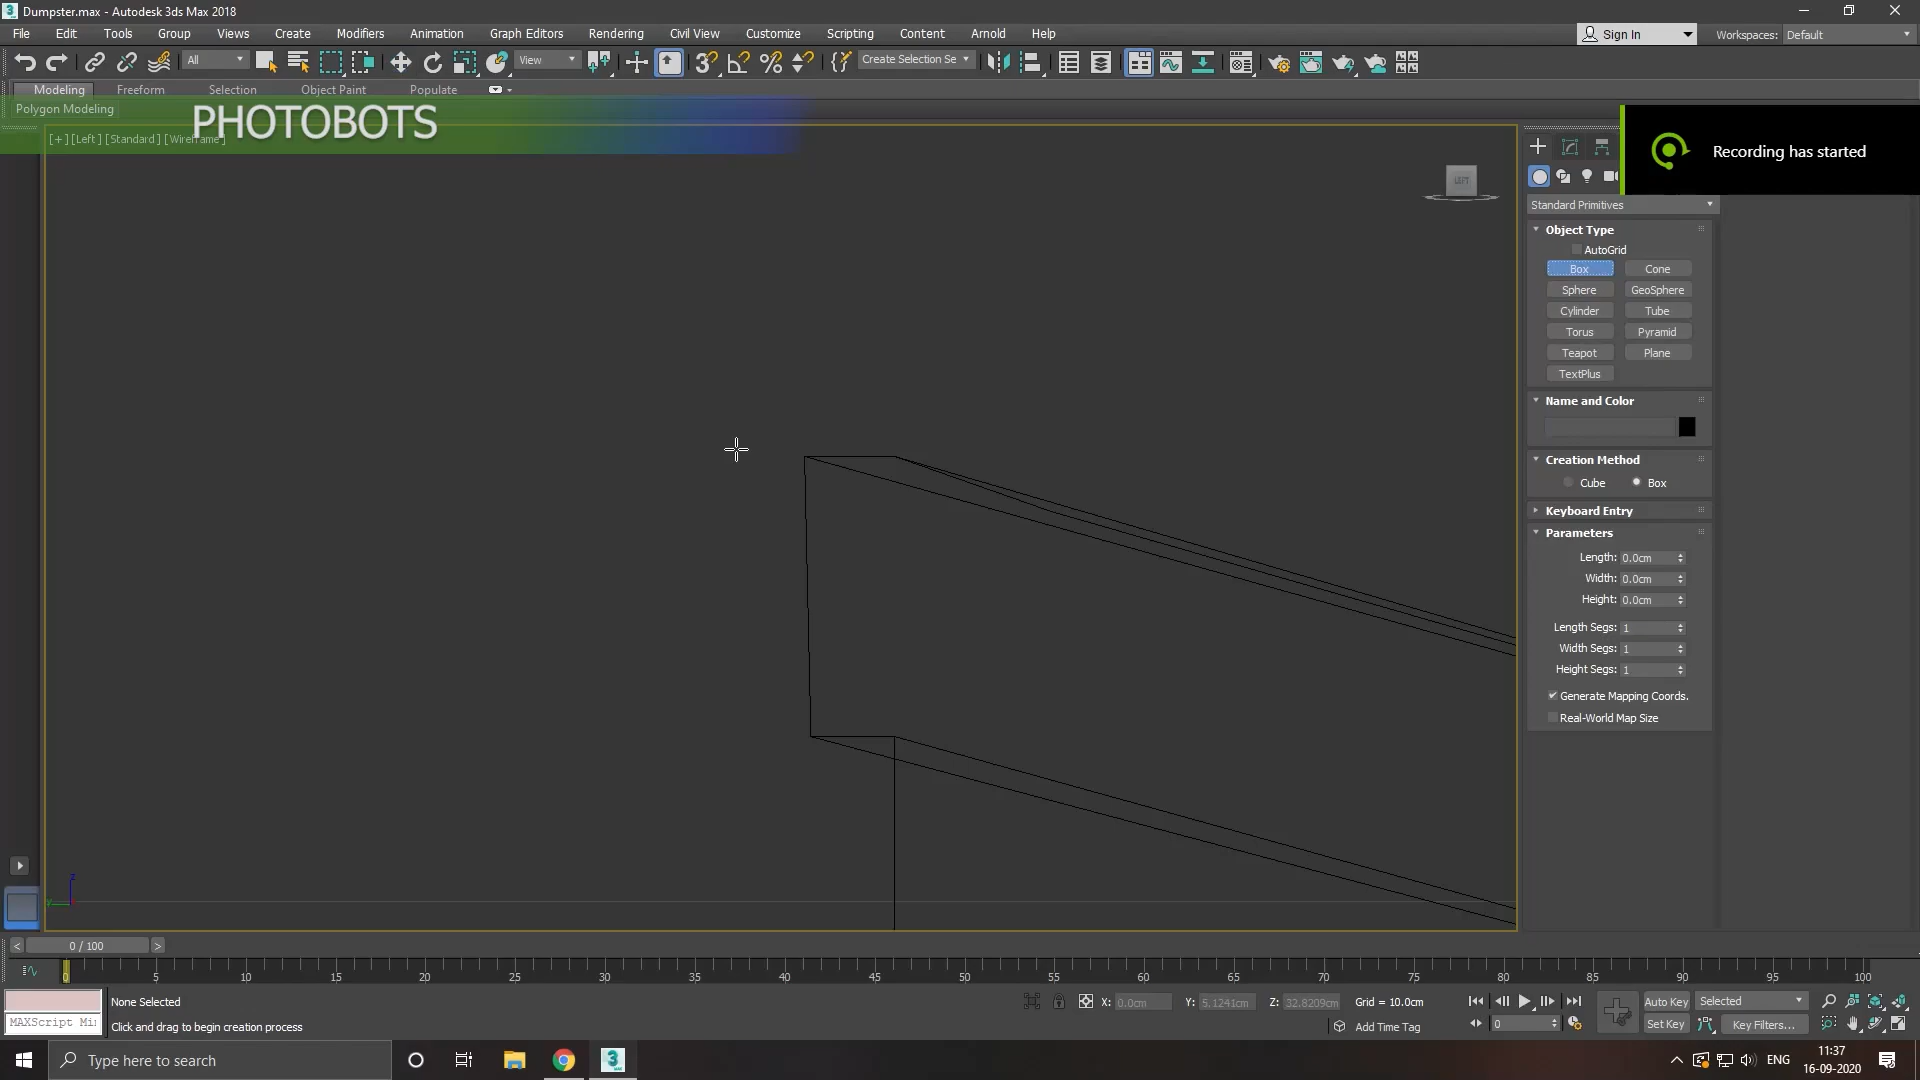 Dumpster.max - Autodesk 3ds Max 2018
File Edit Tools Group Views Create Modifiers Animation Graph Editors Rendering Civil View Customize Scripting Content Arnold Help
Sign In
Workspaces: Default
All
View
Create Selection Se
Modeling Freeform Selection Object Paint Populate
Polygon Modeling
PHOTOBOTS
[+] [Left] [Standard] [Wireframe]
LEFT
Recording has started
Standard Primitives
Object Type
AutoGrid
Box Cone
Sphere GeoSphere
Cylinder Tube
Torus Pyramid
Teapot Plane
TextPlus
Name and Color
Creation Method
Cube Box
Keyboard Entry
Parameters
Length: 0.0cm
Width: 0.0cm
Height: 0.0cm
Length Segs: 1
Width Segs: 1
Height Segs: 1
Generate Mapping Coords.
Real-World Map Size
z
y
< 0 / 100 >
0 5 10 15 20 25 30 35 40 45 50 55 60 65 70 75 80 85 90 95 100
None Selected
X: 0.0cm Y: 5.1241cm Z: 32.8209cm Grid = 10.0cm
Auto Key Selected
MAXScript Mi
Click and drag to begin creation process
Add Time Tag
0
Set Key Key Filters...
Type here to search
3
MAX
ENG
11:37
16-09-2020